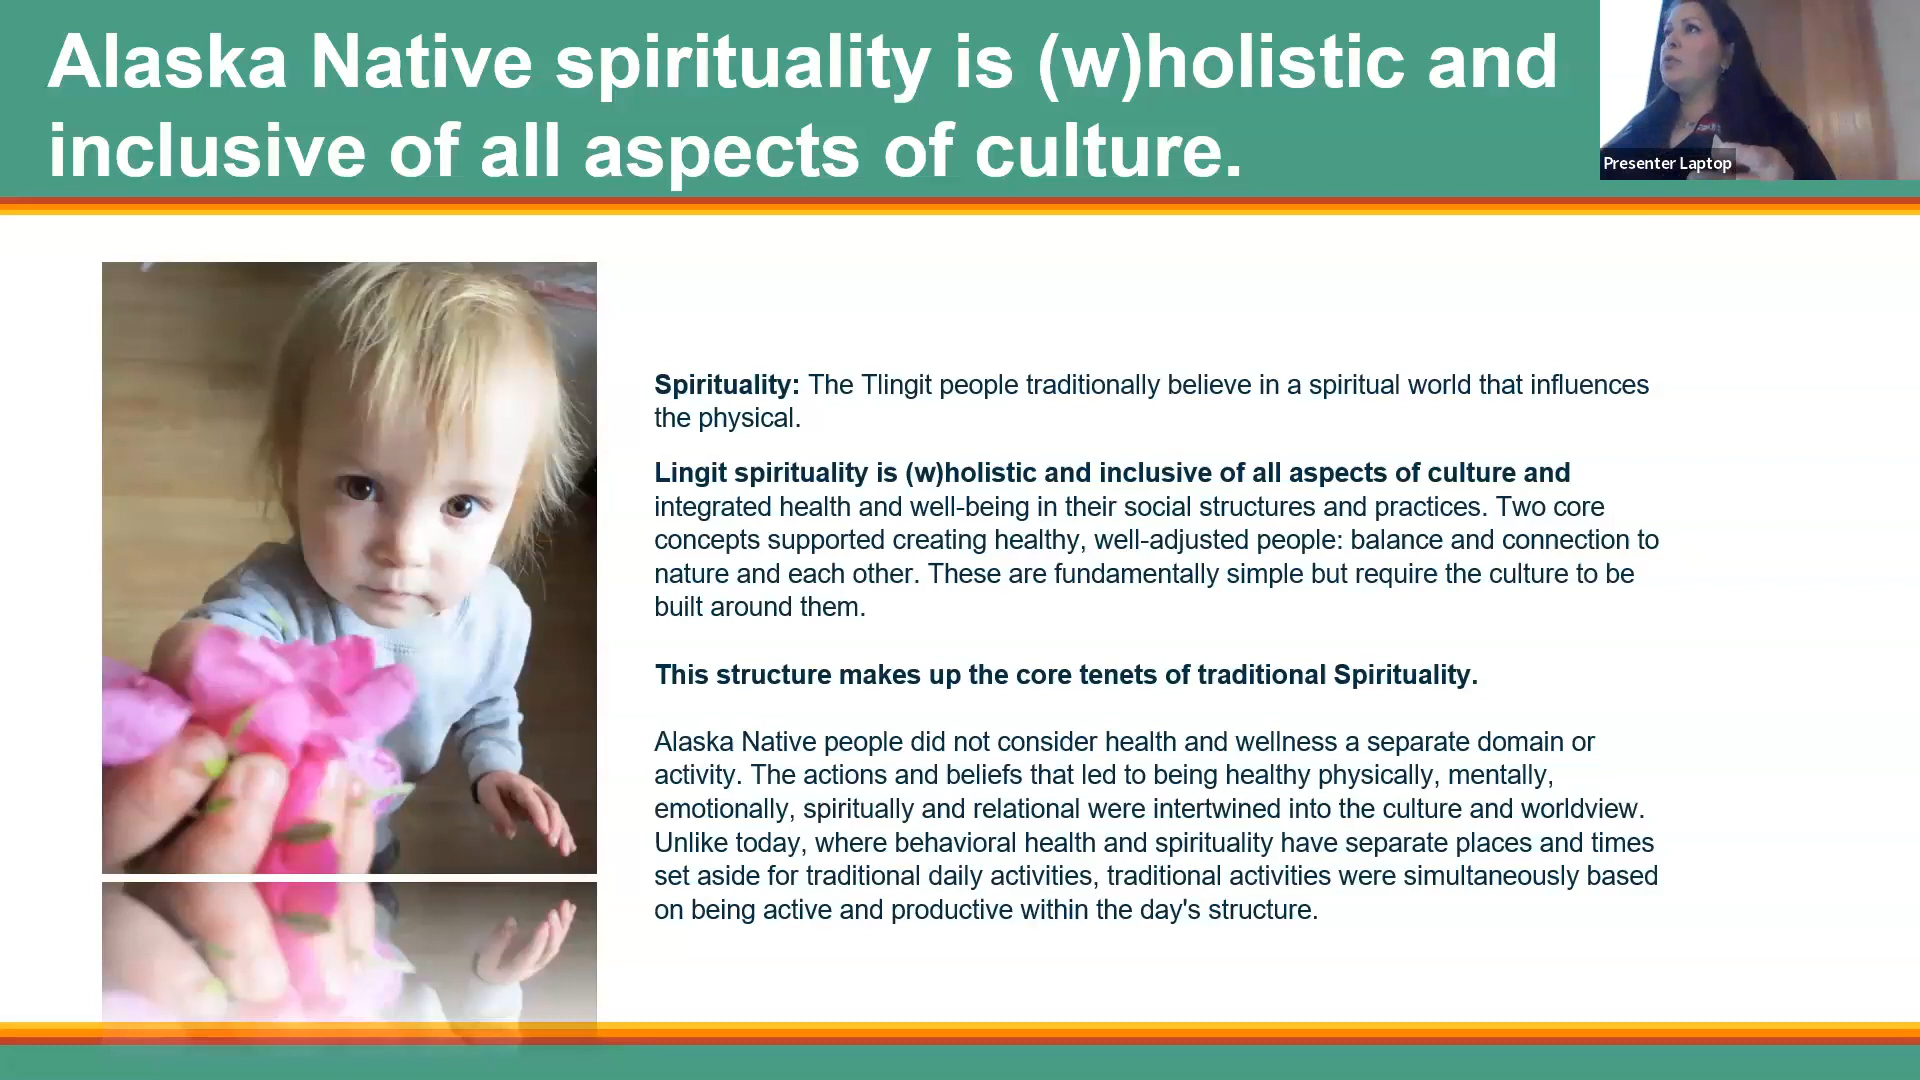 Alaska Native spirituality is (w)holistic and
inclusive of all aspects of culture.
Presenter Laptop
Spirituality: The Tlingit people traditionally believe in a spiritual world that influences
the physical.
Lingit spirituality is (w)holistic and inclusive of all aspects of culture and
integrated health and well-being in their social structures and practices. Two core
concepts supported creating healthy, well-adjusted people: balance and connection to
nature and each other. These are fundamentally simple but require the culture to be
built around them.
This structure makes up the core tenets of traditional Spirituality.
Alaska Native people did not consider health and wellness a separate domain or
activity. The actions and beliefs that led to being healthy physically, mentally,
emotionally, spiritually and relational were intertwined into the culture and worldview.
Unlike today, where behavioral health and spirituality have separate places and times
set aside for traditional daily activities, traditional activities were simultaneously based
on being active and productive within the day's structure.